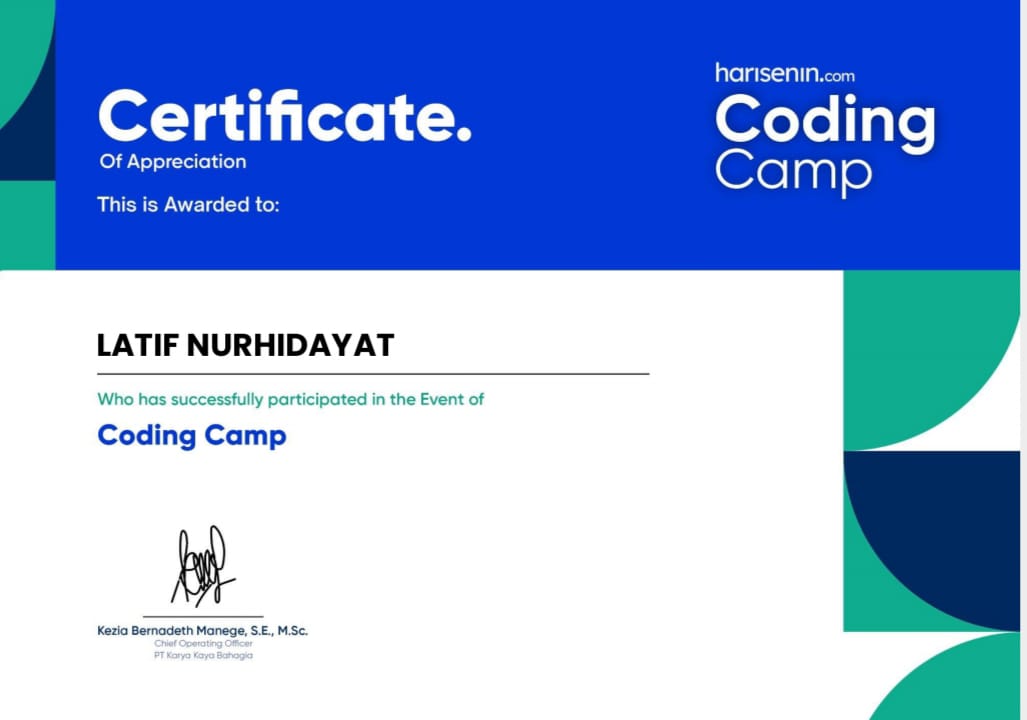 Certificate.
Of Appreciation
This is Awarded to:
harisenin.com
Coding
Camp
LATIF NURHIDAYAT
Who has successfully participated in the Event of
Coding Camp
Kezia Bernadeth Manege, S.E., M.Sc.
Chief Operating Officer
PT Karya Kaya Bahagia